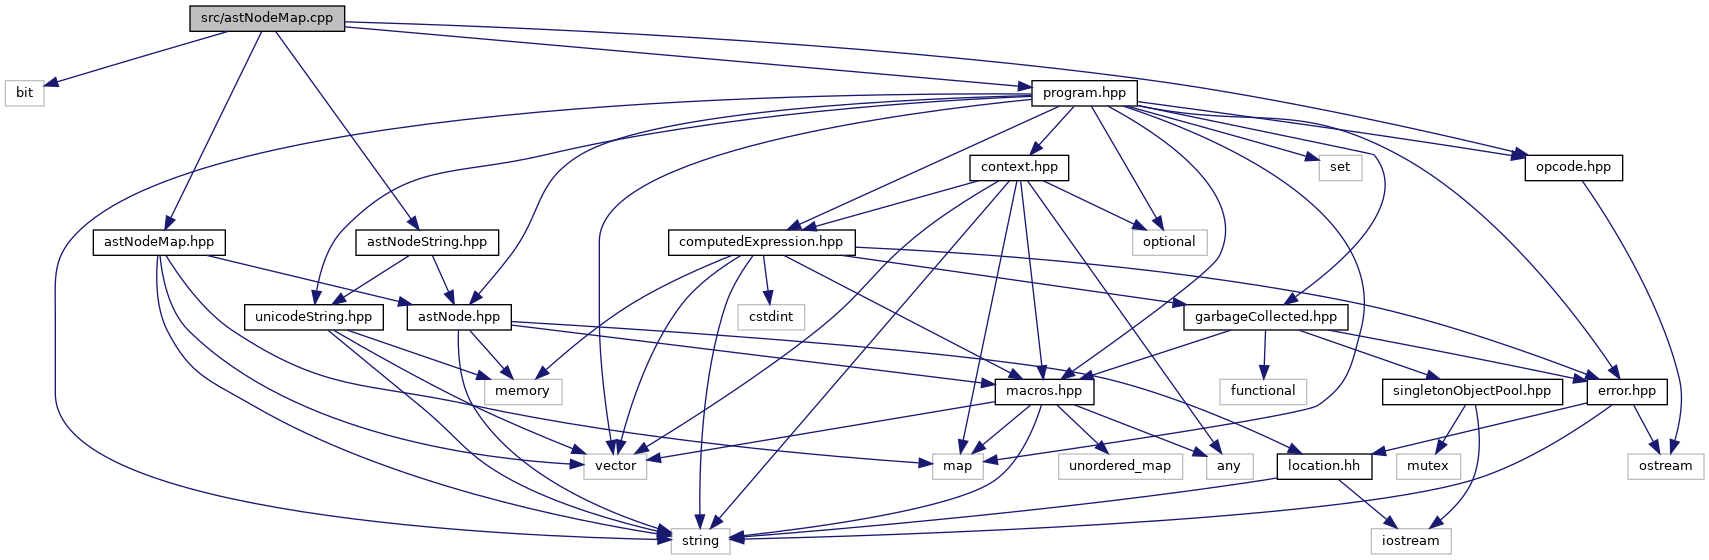 src/astNodeMap.cpp
bit
program.hpp
context.hpp
set
opcode.hpp
astNodeMap.hpp
astNodeString.hpp
computedExpression.hpp
optional
unicodeString.hpp
astNode.hpp
cstdint
garbageCollected.hpp
memory
macros.hpp
functional
singletonObjectPool.hpp
error.hpp
vector
map
unordered_map
any
location.hh
mutex
ostream
string
iostream